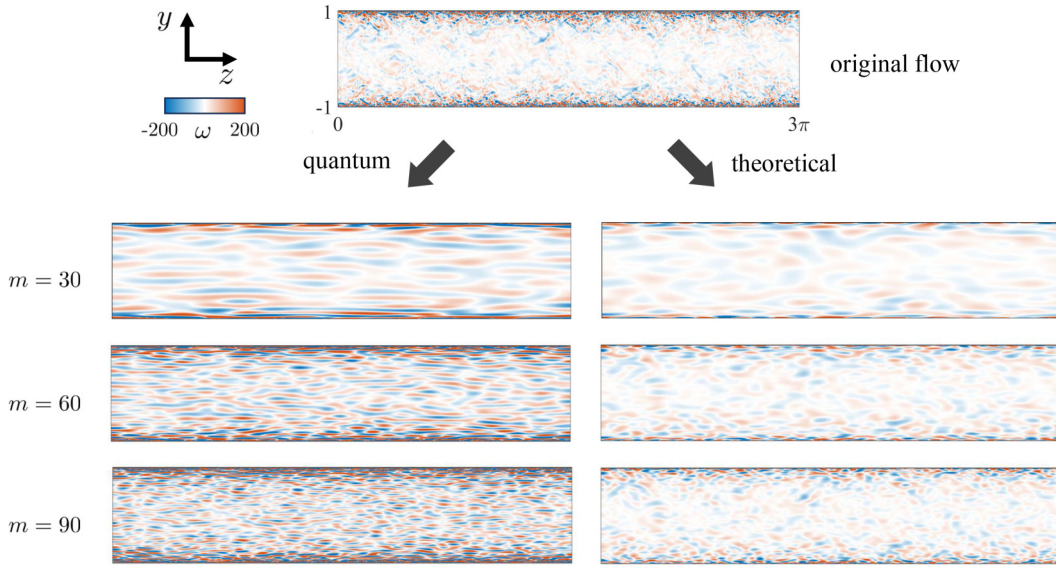 y
1
original flow
z
-200 ω 200
-1
0 3π
quantum theoretical
m = 30
m = 60
m = 90